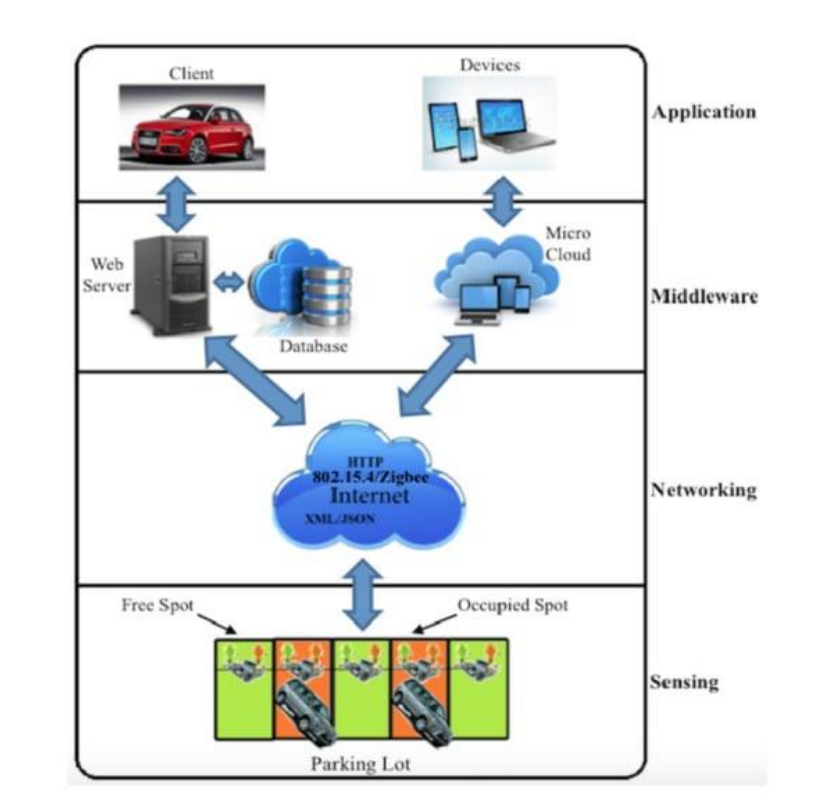 Client
Devices
Application
Web
Server
Database
Micro
Cloud
Middleware
HTTP
802.15.4/Zigbee
Internet
XML/JSON
Networking
Free Spot
Occupied Spot
Sensing
Parking Lot